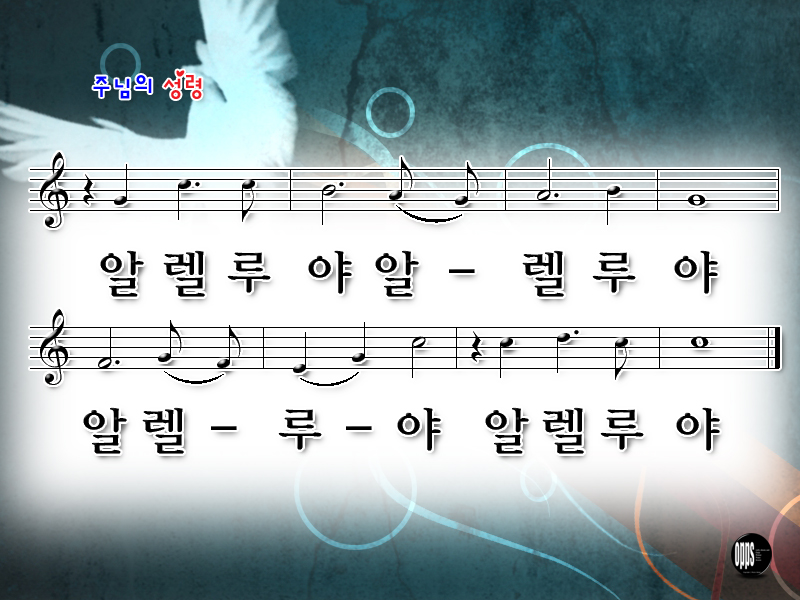 주님의 성령
알 렐 루 야 알 - 렐 루 야
알 렐 - 루 - 야 알 렐 루 야
opps